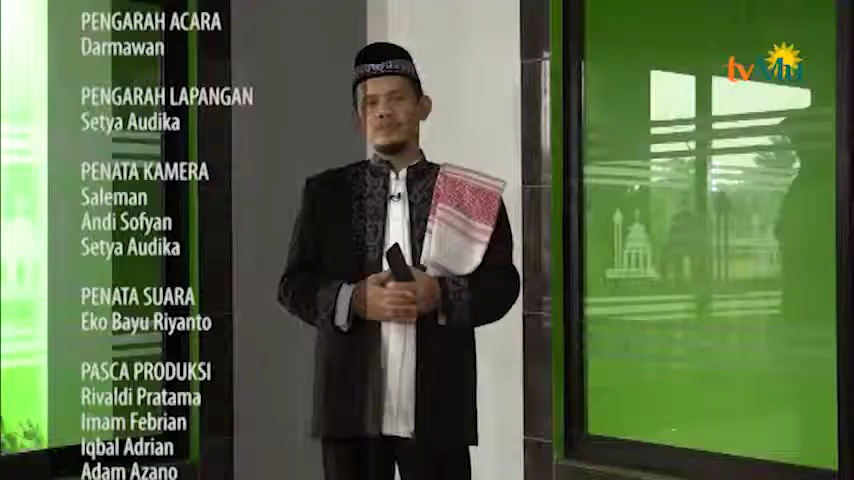 PENGARAH ACARA
Darmawan
PENGARAH LAPANGAN
Setya Audika
PENATA KAMERA
Saleman
Andi Sofyan
Setya Audika
PENATA SUARA
Eko Bayu Riyanto
PASCA PRODUKSI
Rivaldi Pratama
Imam Febrian
Iqbal Adrian
Adam Azano
tvMu